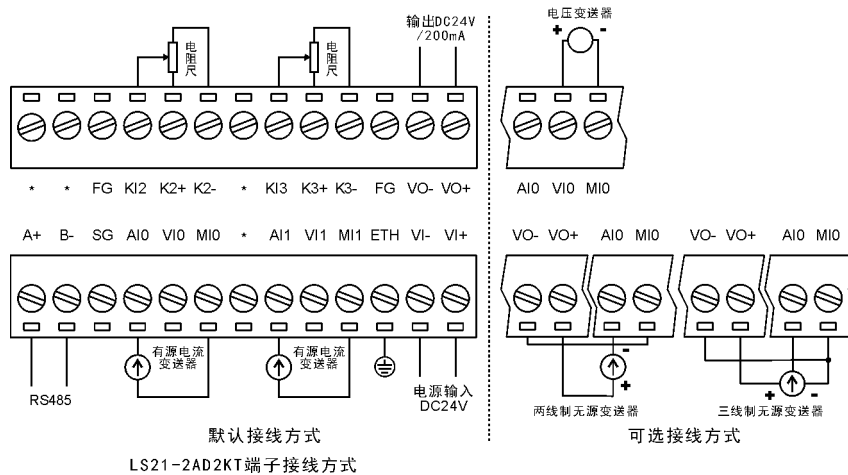 输出DC24V
/200mA
电压变送器
+ -
电阻尺
电阻尺
* * FG KI2 K2+ K2- * KI3 K3+ K3- FG VO- VO+
AI0 VI0 MI0
A+ B- SG AI0 VI0 MI0 * AI1 VI1 MI1 ETH VI- VI+
VO- VO+ AI0 MI0
VO- VO+ AI0 MI0
有源电流
变送器
有源电流
变送器
RS485
电源输入
DC24V
-
+
两线制无源变送器
+ -
三线制无源变送器
默认接线方式
可选接线方式
LS21-2AD2KT端子接线方式